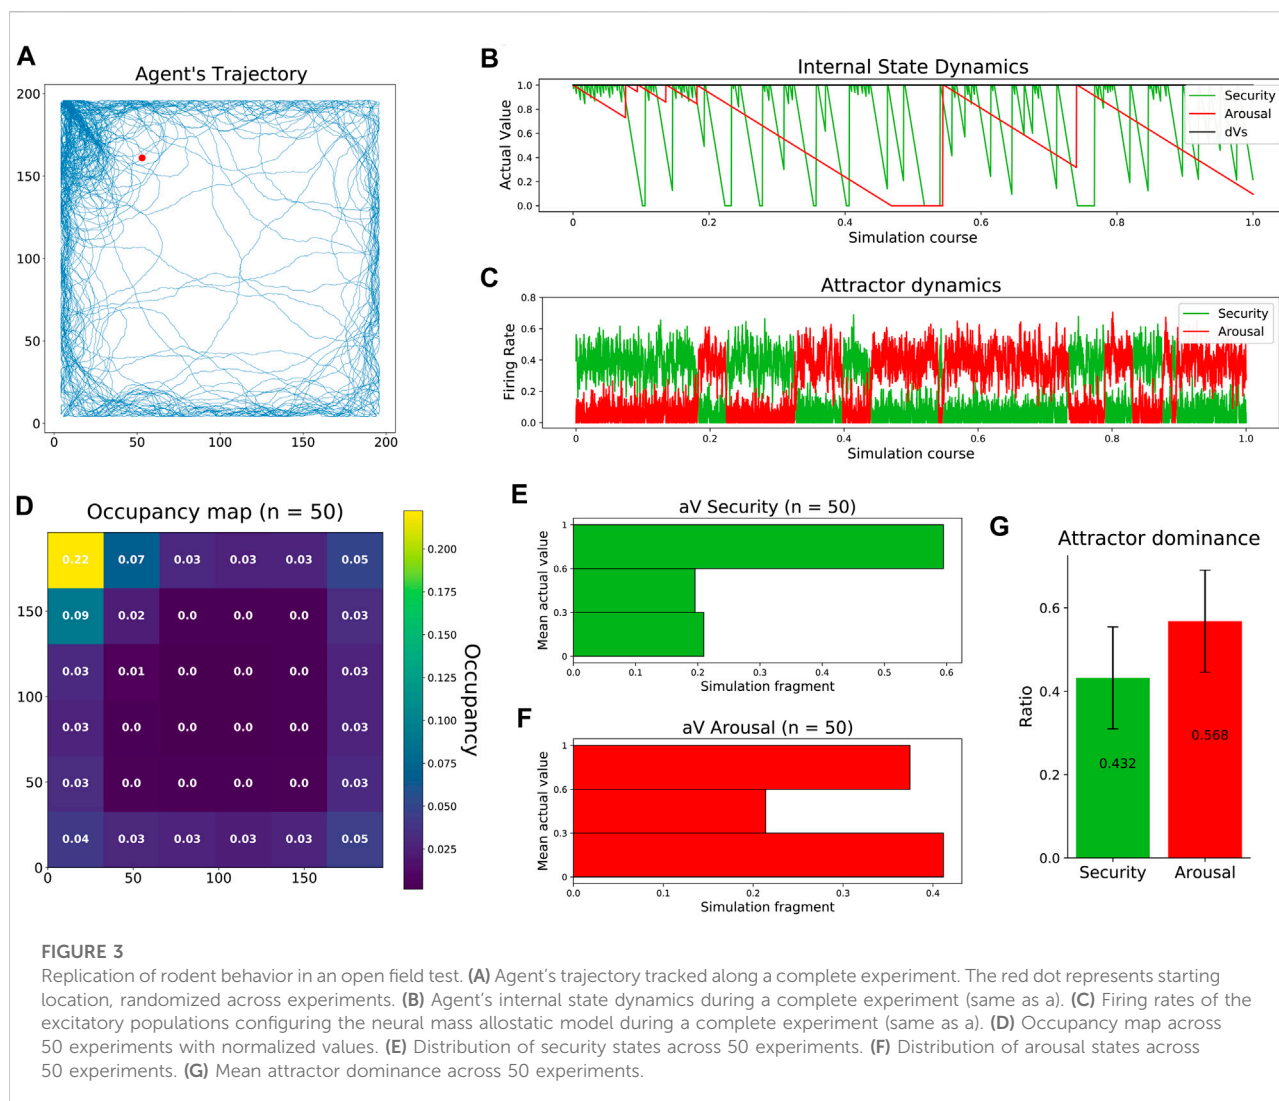 A
Agent's Trajectory
200
150
100
50
0
0 50 100 150 200
B
Internal State Dynamics
Actual Value
1.0
0.8
0.6
0.4
0.2
0.0
0 0.2 0.4 0.6 0.8 1.0
Simulation course
Security
Arousal
dVs
C
Attractor dynamics
Firing Rate
0.8
0.6
0.4
0.2
0.0
0 0.2 0.4 0.6 0.8 1.0
Simulation course
Security
Arousal
D
Occupancy map (n = 50)
0.22 0.07 0.03 0.03 0.03 0.05
0.09 0.02 0.0 0.0 0.0 0.03
0.03 0.01 0.0 0.0 0.0 0.03
0.03 0.0 0.0 0.0 0.0 0.03
0.03 0.0 0.0 0.0 0.0 0.03
0.04 0.03 0.03 0.03 0.03 0.05
150
100
50
0
0 50 100 150
0.200
0.175
0.150
0.125
0.100
0.075
0.050
0.025
Occupancy
E
aV Security (n = 50)
Mean actual value
1
0.6
0.3
0
0.0 0.1 0.2 0.3 0.4 0.5 0.6
Simulation fragment
F
aV Arousal (n = 50)
Mean actual value
1
0.6
0.3
0
0.0 0.1 0.2 0.3 0.4
Simulation fragment
G
Attractor dominance
Ratio
0.6
0.4
0.2
0.0
0.432
0.568
Security Arousal
FIGURE 3
Replication of rodent behavior in an open field test. (A) Agent's trajectory tracked along a complete experiment. The red dot represents starting
location, randomized across experiments. (B) Agent's internal state dynamics during a complete experiment (same as a). (C) Firing rates of the
excitatory populations configuring the neural mass allostatic model during a complete experiment (same as a). (D) Occupancy map across
50 experiments with normalized values. (E) Distribution of security states across 50 experiments. (F) Distribution of arousal states across
50 experiments. (G) Mean attractor dominance across 50 experiments.